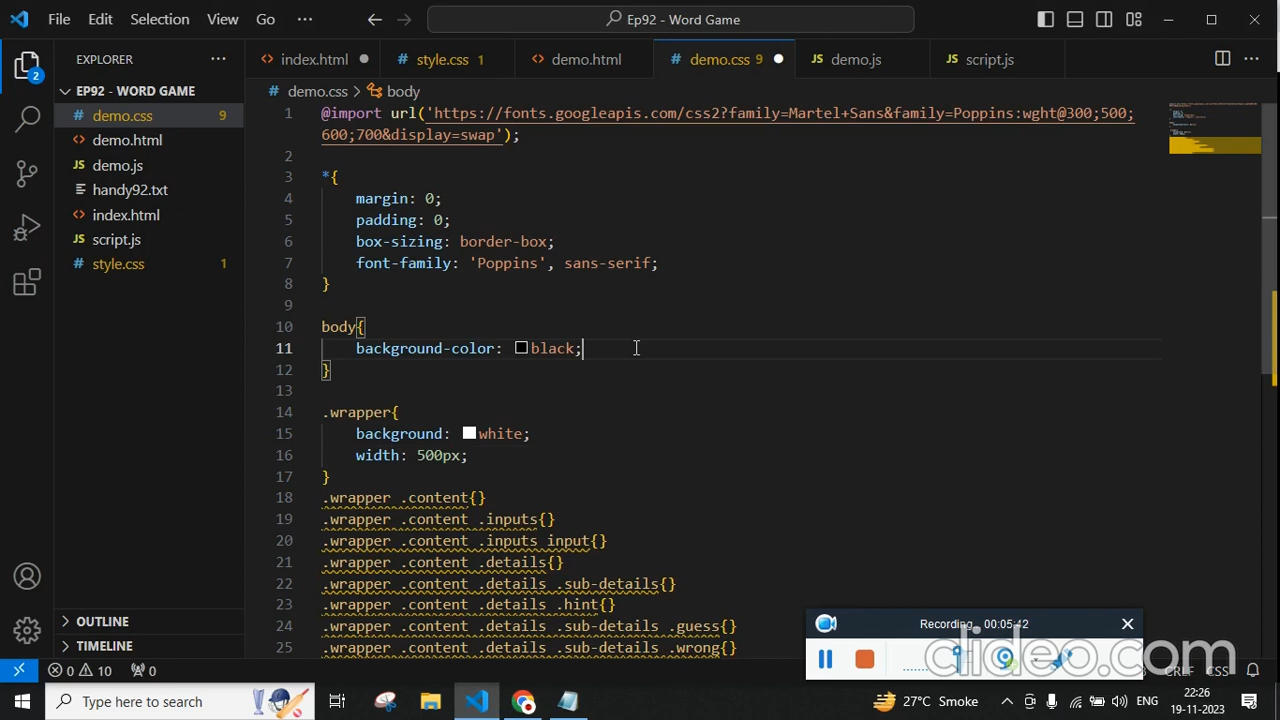 File Edit Selection View Go ··· Ep92 - Word Game
EXPLORER ···
index.html style.css 1 demo.html demo.css 9 demo.js script.js ···
2
EP92 - WORD GAME
demo.css 9
demo.html
demo.js
handy92.txt
index.html
script.js
style.css 1
OUTLINE
TIMELINE
demo.css > body
1 @import url('https://fonts.googleapis.com/css2?family=Martel+Sans&family=Poppins:wght@300;500;
600;700&display=swap');
2
3 *{
4 margin: 0;
5 padding: 0;
6 box-sizing: border-box;
7 font-family: 'Poppins', sans-serif;
8 }
9
10 body{
11 background-color: black;
12 }
13
14 .wrapper{
15 background: white;
16 width: 500px;
17 }
18 .wrapper .content{}
19 .wrapper .content .inputs{}
20 .wrapper .content .inputs input{}
21 .wrapper .content .details{}
22 .wrapper .content .details .sub-details{}
23 .wrapper .content .details .hint{}
24 .wrapper .content .details .sub-details .guess{}
25 .wrapper .content .details .sub-details .wrong{}
Recording... 00:05:42
clideo.com
0 10 0 CRLF CSS
Type here to search
27°C Smoke ENG 22:26
19-11-2023